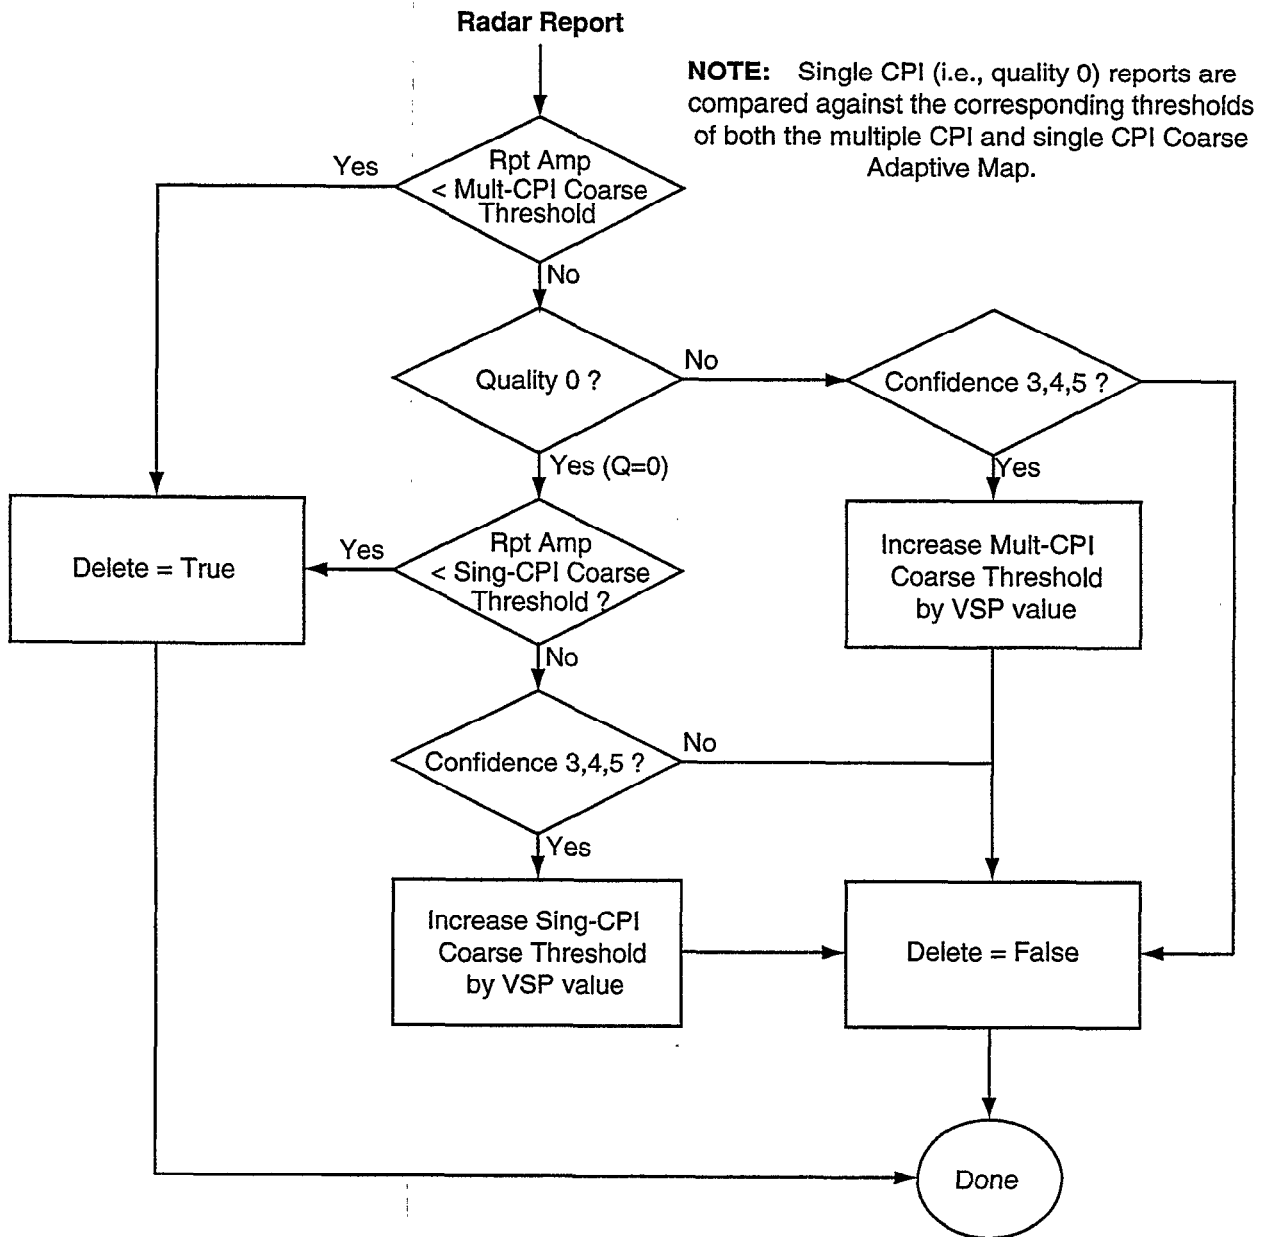 Radar Report
NOTE: Single CPI (i.e., quality 0) reports are
compared against the corresponding thresholds
of both the multiple CPI and single CPI Coarse
Adaptive Map.
Yes
Rpt Amp
< Mult-CPI Coarse
Threshold
No
Quality 0 ?
No
Confidence 3,4,5 ?
Yes (Q=0)
Yes
Delete = True
Yes
Rpt Amp
< Sing-CPI Coarse
Threshold ?
Increase Mult-CPI
Coarse Threshold
by VSP value
No
Confidence 3,4,5 ?
No
Yes
Increase Sing-CPI
Coarse Threshold
by VSP value
Delete = False
Done